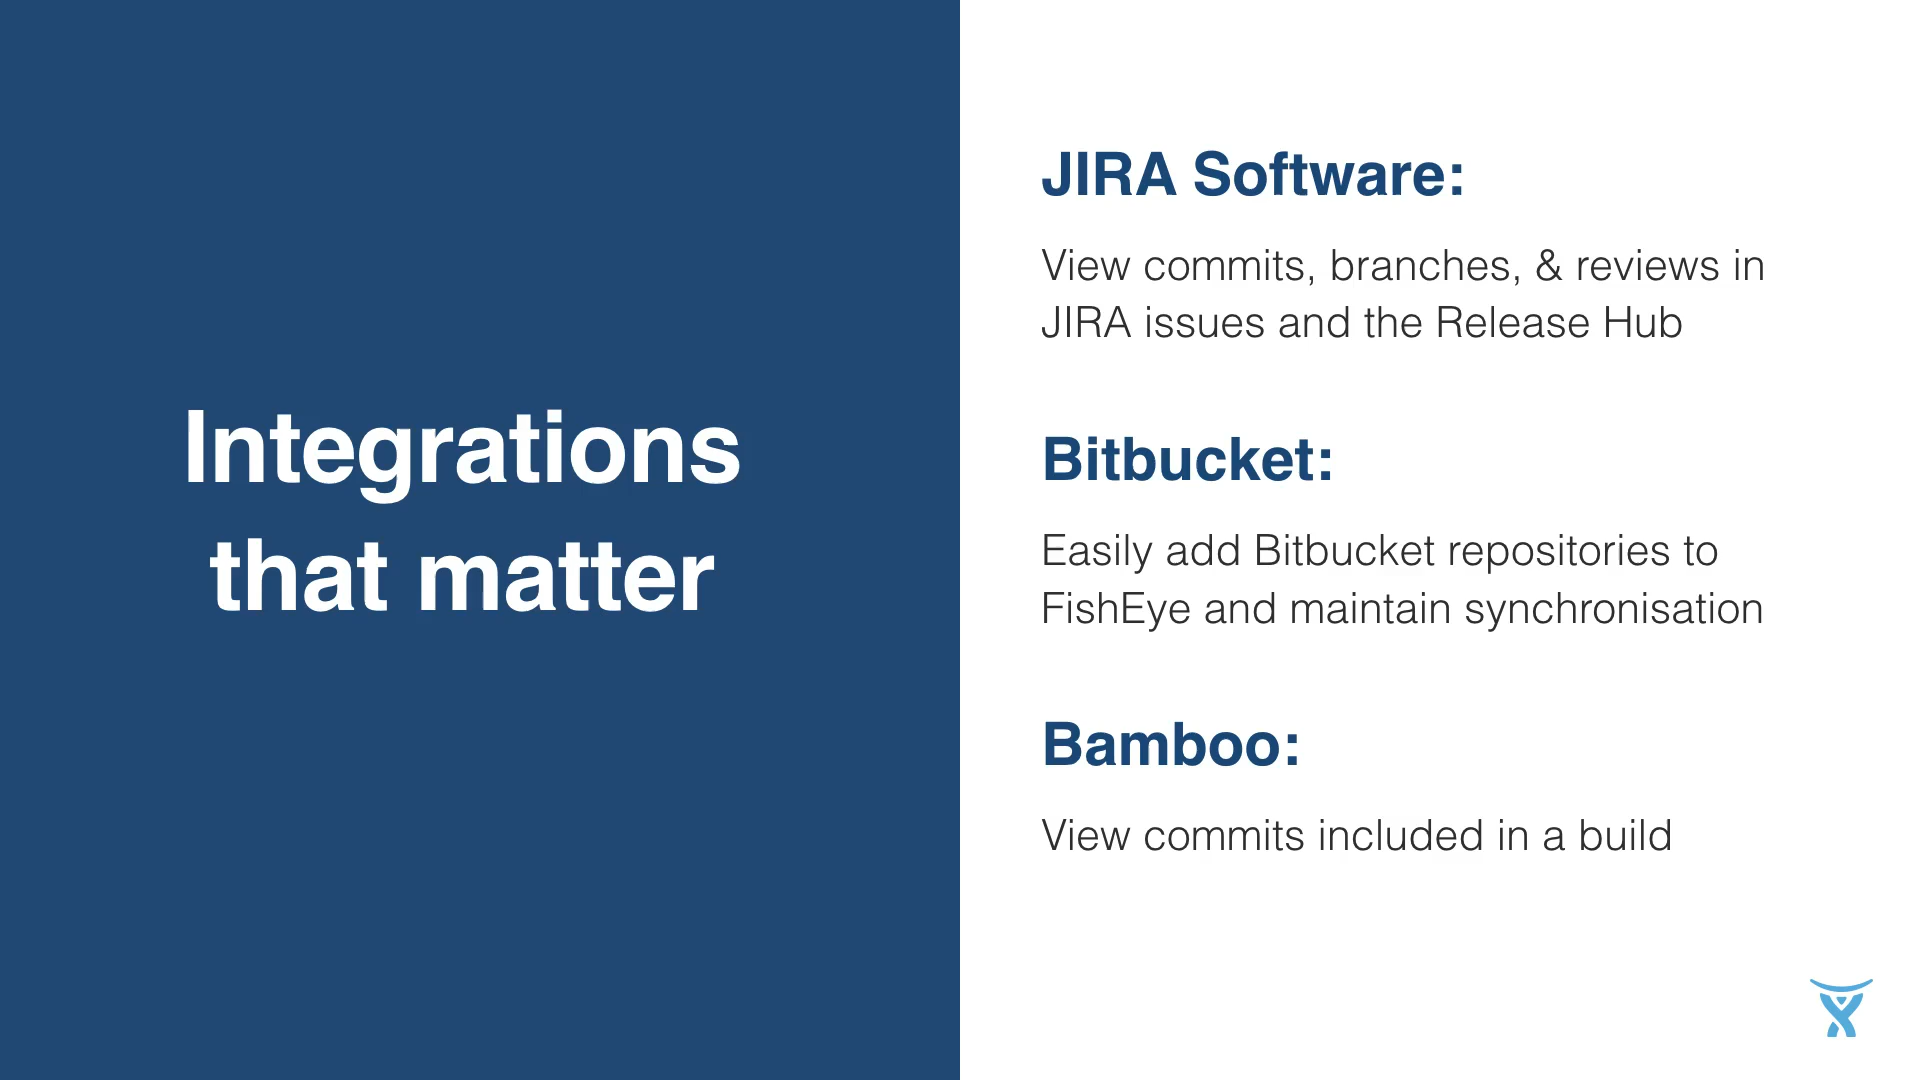 Integrations
that matter
JIRA Software:
View commits, branches, & reviews in
JIRA issues and the Release Hub
Bitbucket:
Easily add Bitbucket repositories to
FishEye and maintain synchronisation
Bamboo:
View commits included in a build